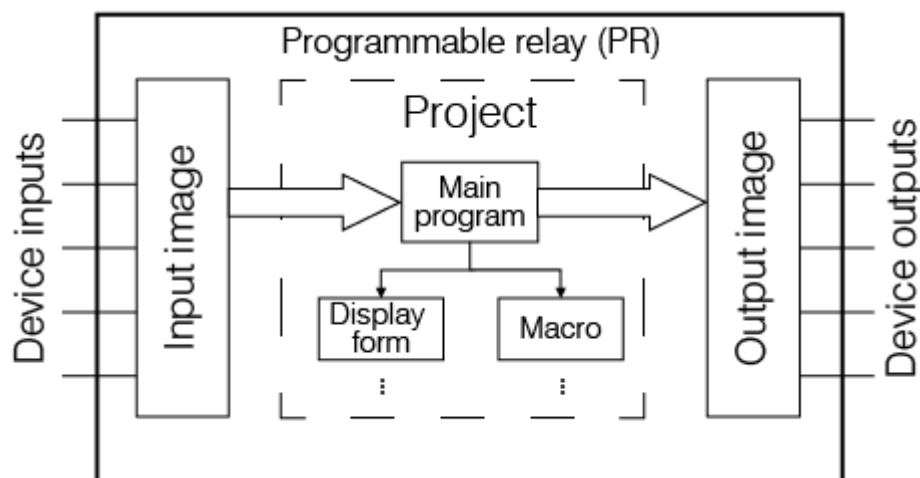 Programmable relay (PR)
Project
Device inputs
Input image
Main
program
Display
form
Macro
Output image
Device outputs